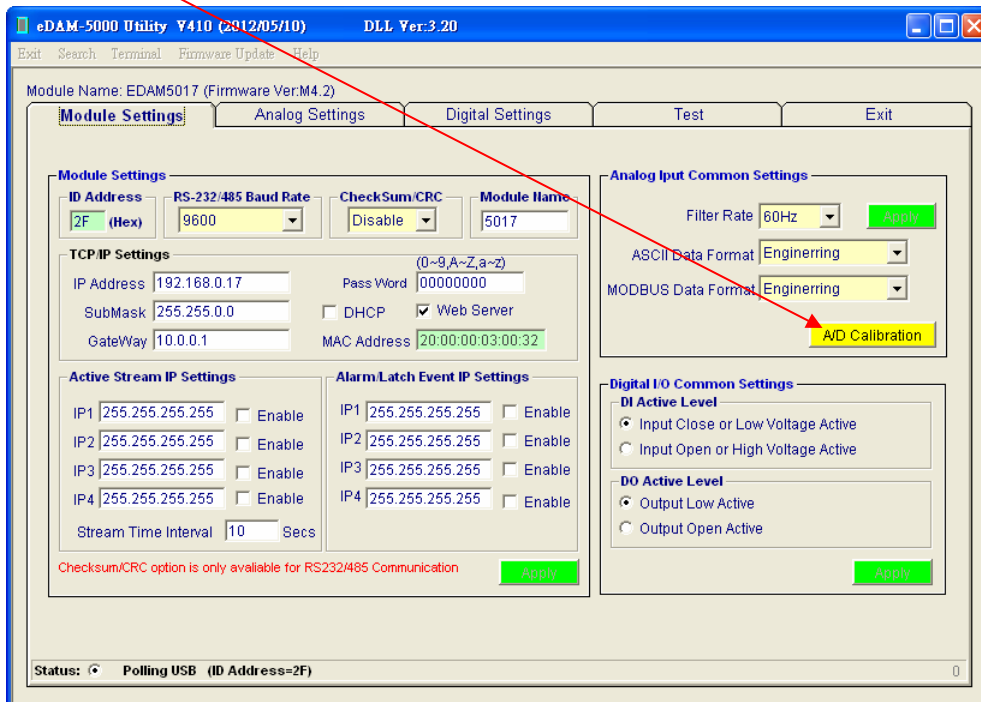 eDAM-5000 Utility V410 (2012/05/10) DLL Ver:3.20
Exit Search Terminal Firmware Update Help
Module Name: EDAM5017 (Firmware Ver:M4.2)
Module Settings Analog Settings Digital Settings Test Exit
Module Settings
ID Address RS-232/485 Baud Rate CheckSum/CRC Module Name
2F (Hex) 9600 Disable 5017
TCP/IP Settings
(0~9,A~Z,a~z)
IP Address 192.168.0.17 Pass Word 00000000
SubMask 255.255.0.0 DHCP Web Server
GateWay 10.0.0.1 MAC Address 20:00:00:03:00:32
Active Stream IP Settings
IP1 255.255.255.255 Enable
IP2 255.255.255.255 Enable
IP3 255.255.255.255 Enable
IP4 255.255.255.255 Enable
Stream Time Interval 10 Secs
Alarm/Latch Event IP Settings
IP1 255.255.255.255 Enable
IP2 255.255.255.255 Enable
IP3 255.255.255.255 Enable
IP4 255.255.255.255 Enable
Checksum/CRC option is only avaliable for RS232/485 Communication Apply
Analog Iput Common Settings
Filter Rate 60Hz Apply
ASCII Data Format Enginerring
MODBUS Data Format Enginerring
A/D Calibration
Digital I/O Common Settings
DI Active Level
Input Close or Low Voltage Active
Input Open or High Voltage Active
DO Active Level
Output Low Active
Output Open Active
Apply
Status: Polling USB (ID Address=2F) 0